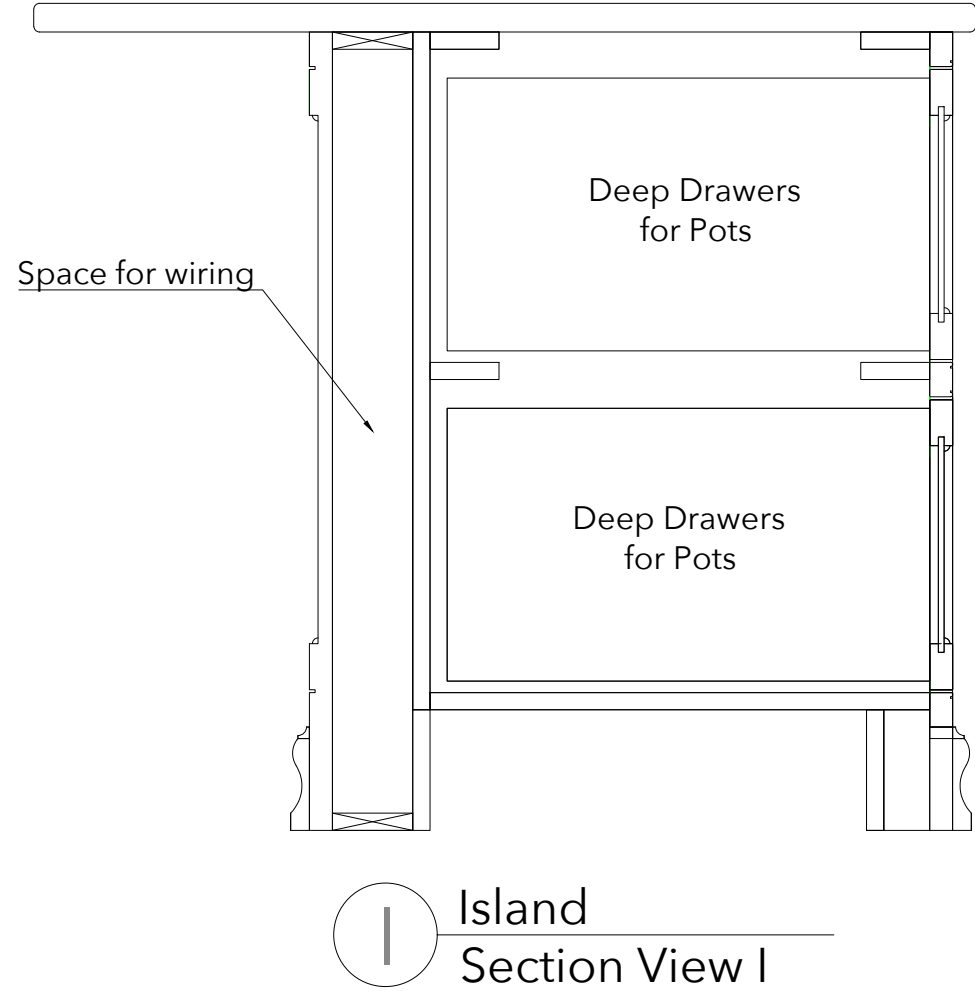 Deep Drawers
for Pots
Space for wiring
Deep Drawers
for Pots
I
Island
Section View I